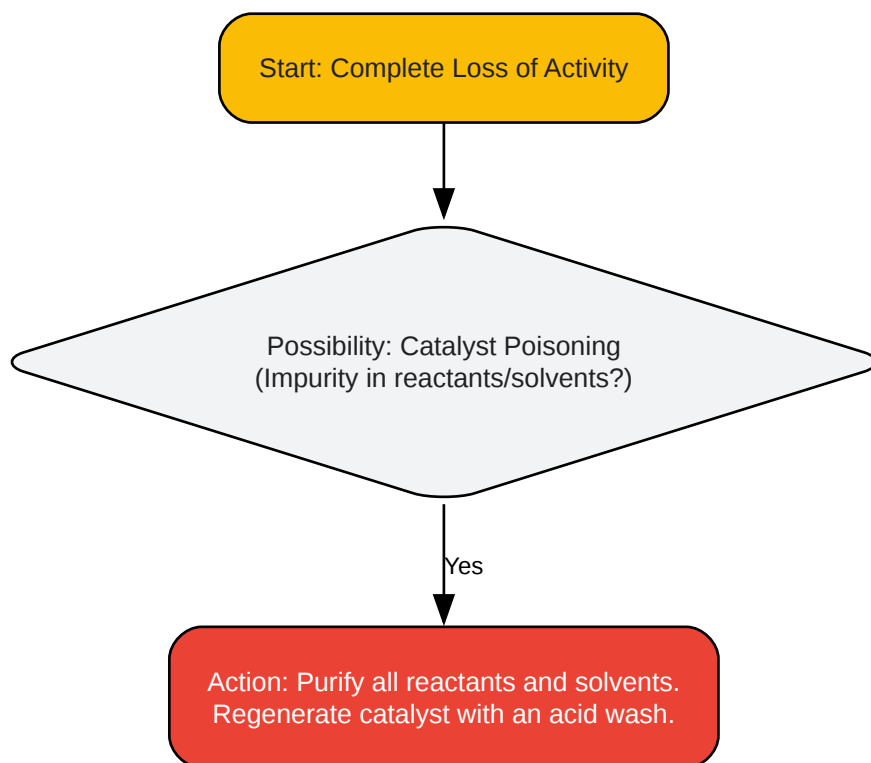 Start: Complete Loss of Activity
Possibility: Catalyst Poisoning
(Impurity in reactants/solvents?)
Yes
Action: Purify all reactants and solvents.
Regenerate catalyst with an acid wash.